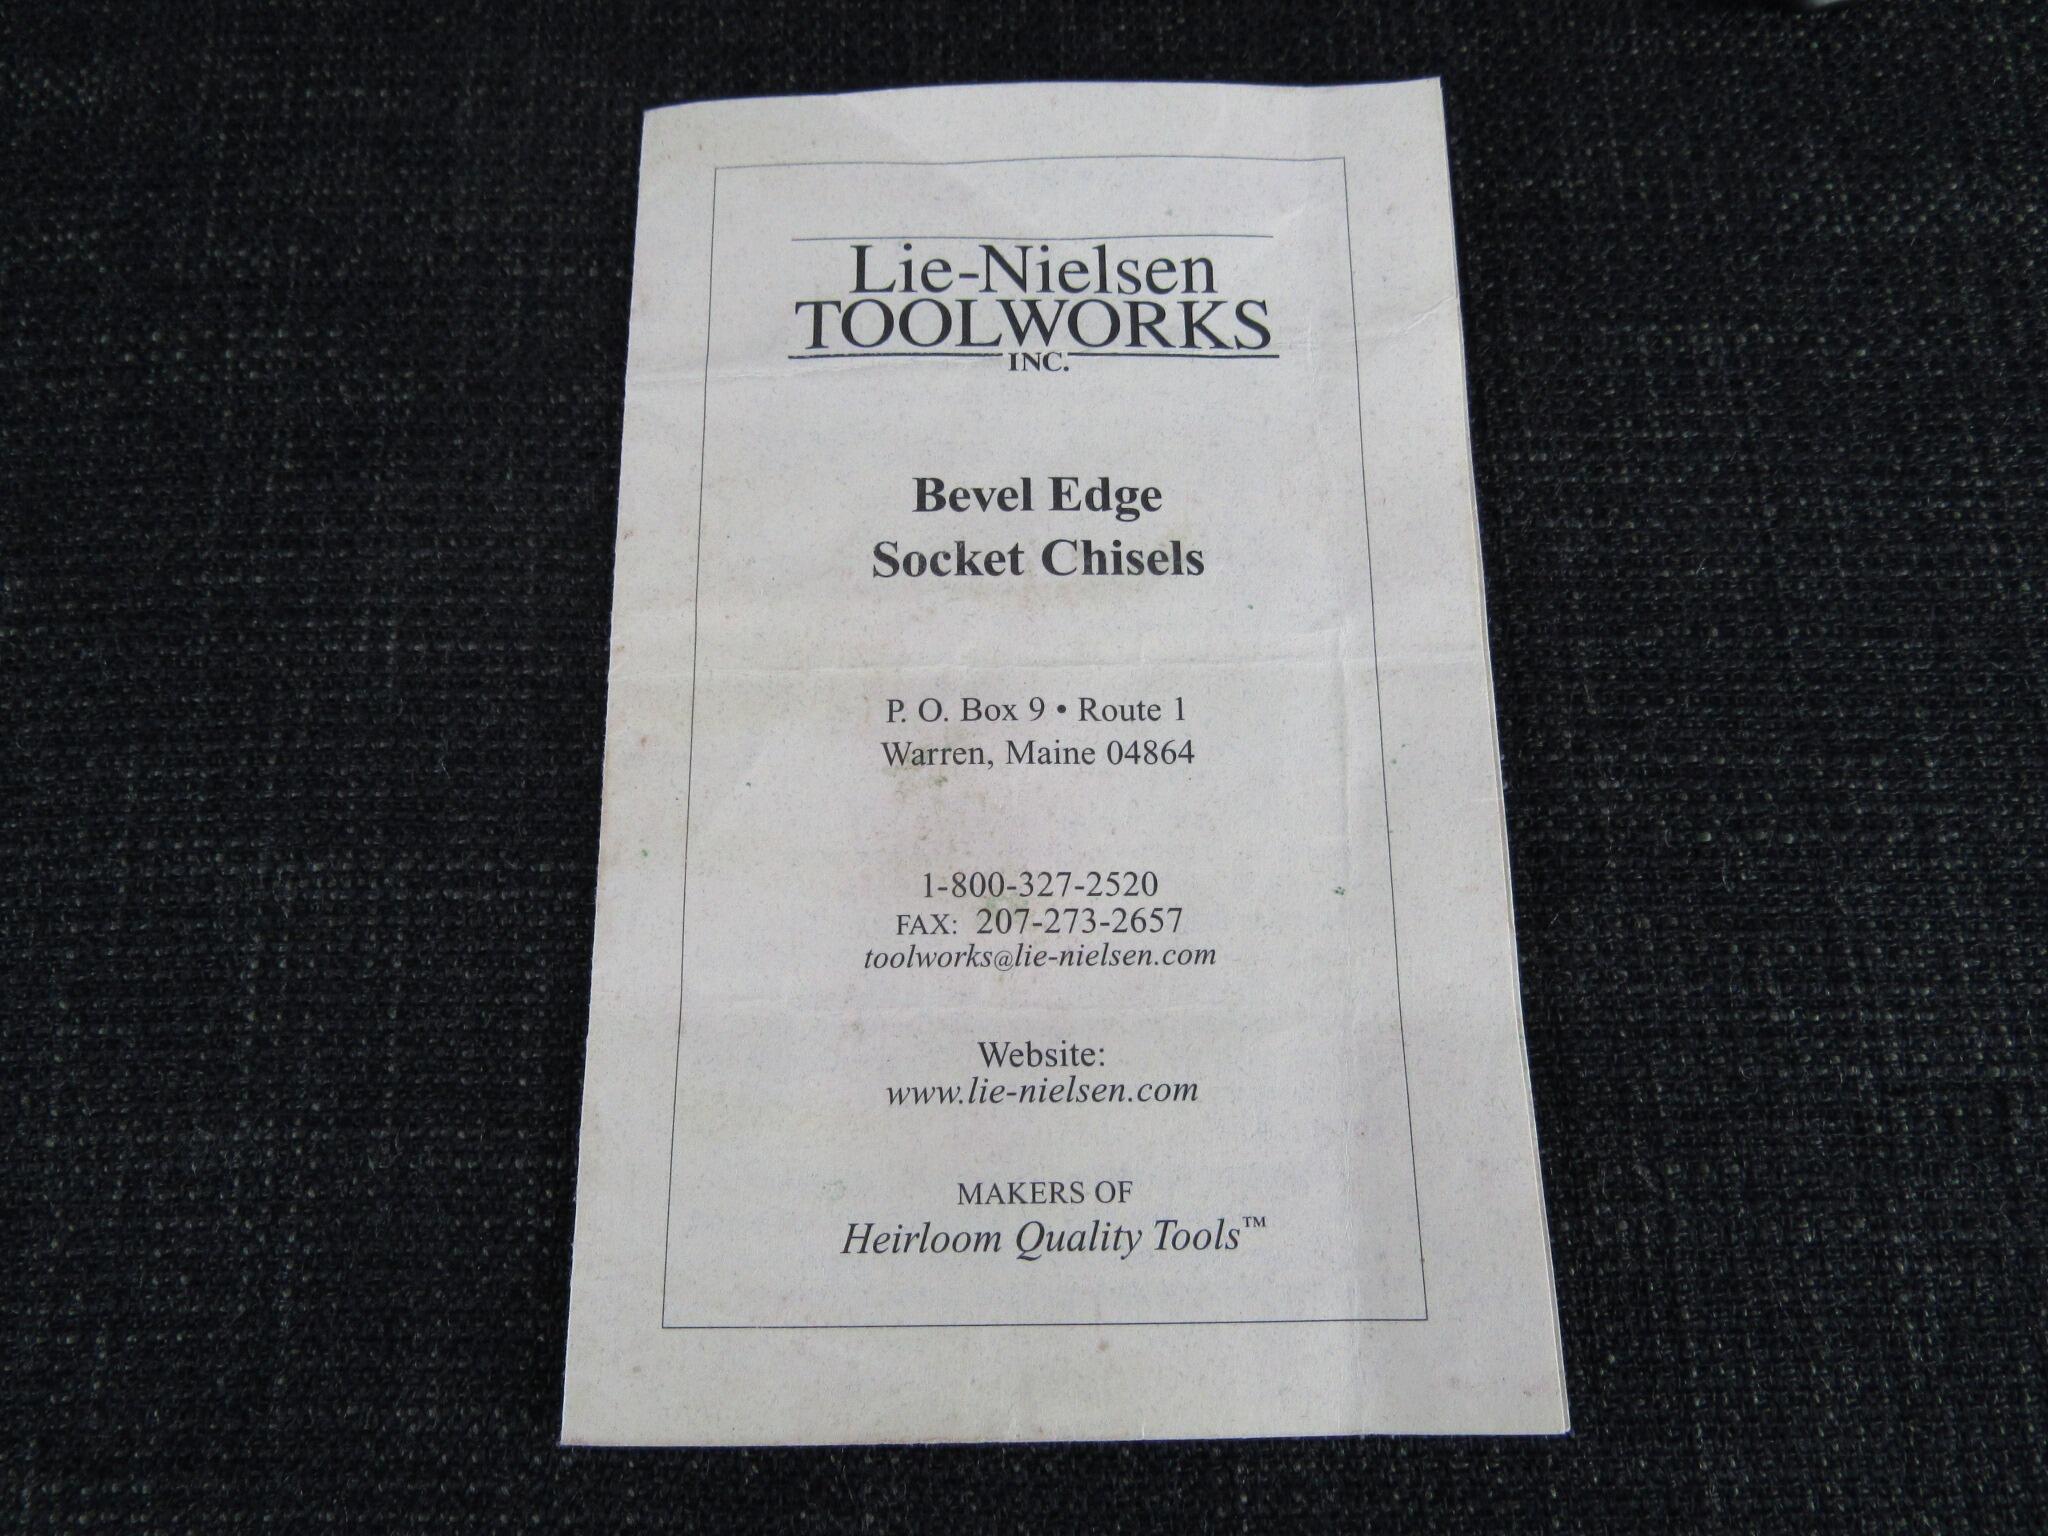 Lie-Nielsen
TOOLWORKS
INC.
Bevel Edge
Socket Chisels
P. O. Box 9 • Route 1
Warren, Maine 04864
1-800-327-2520
FAX: 207-273-2657
toolworks@lie-nielsen.com
Website:
www.lie-nielsen.com
MAKERS OF
Heirloom Quality Tools™